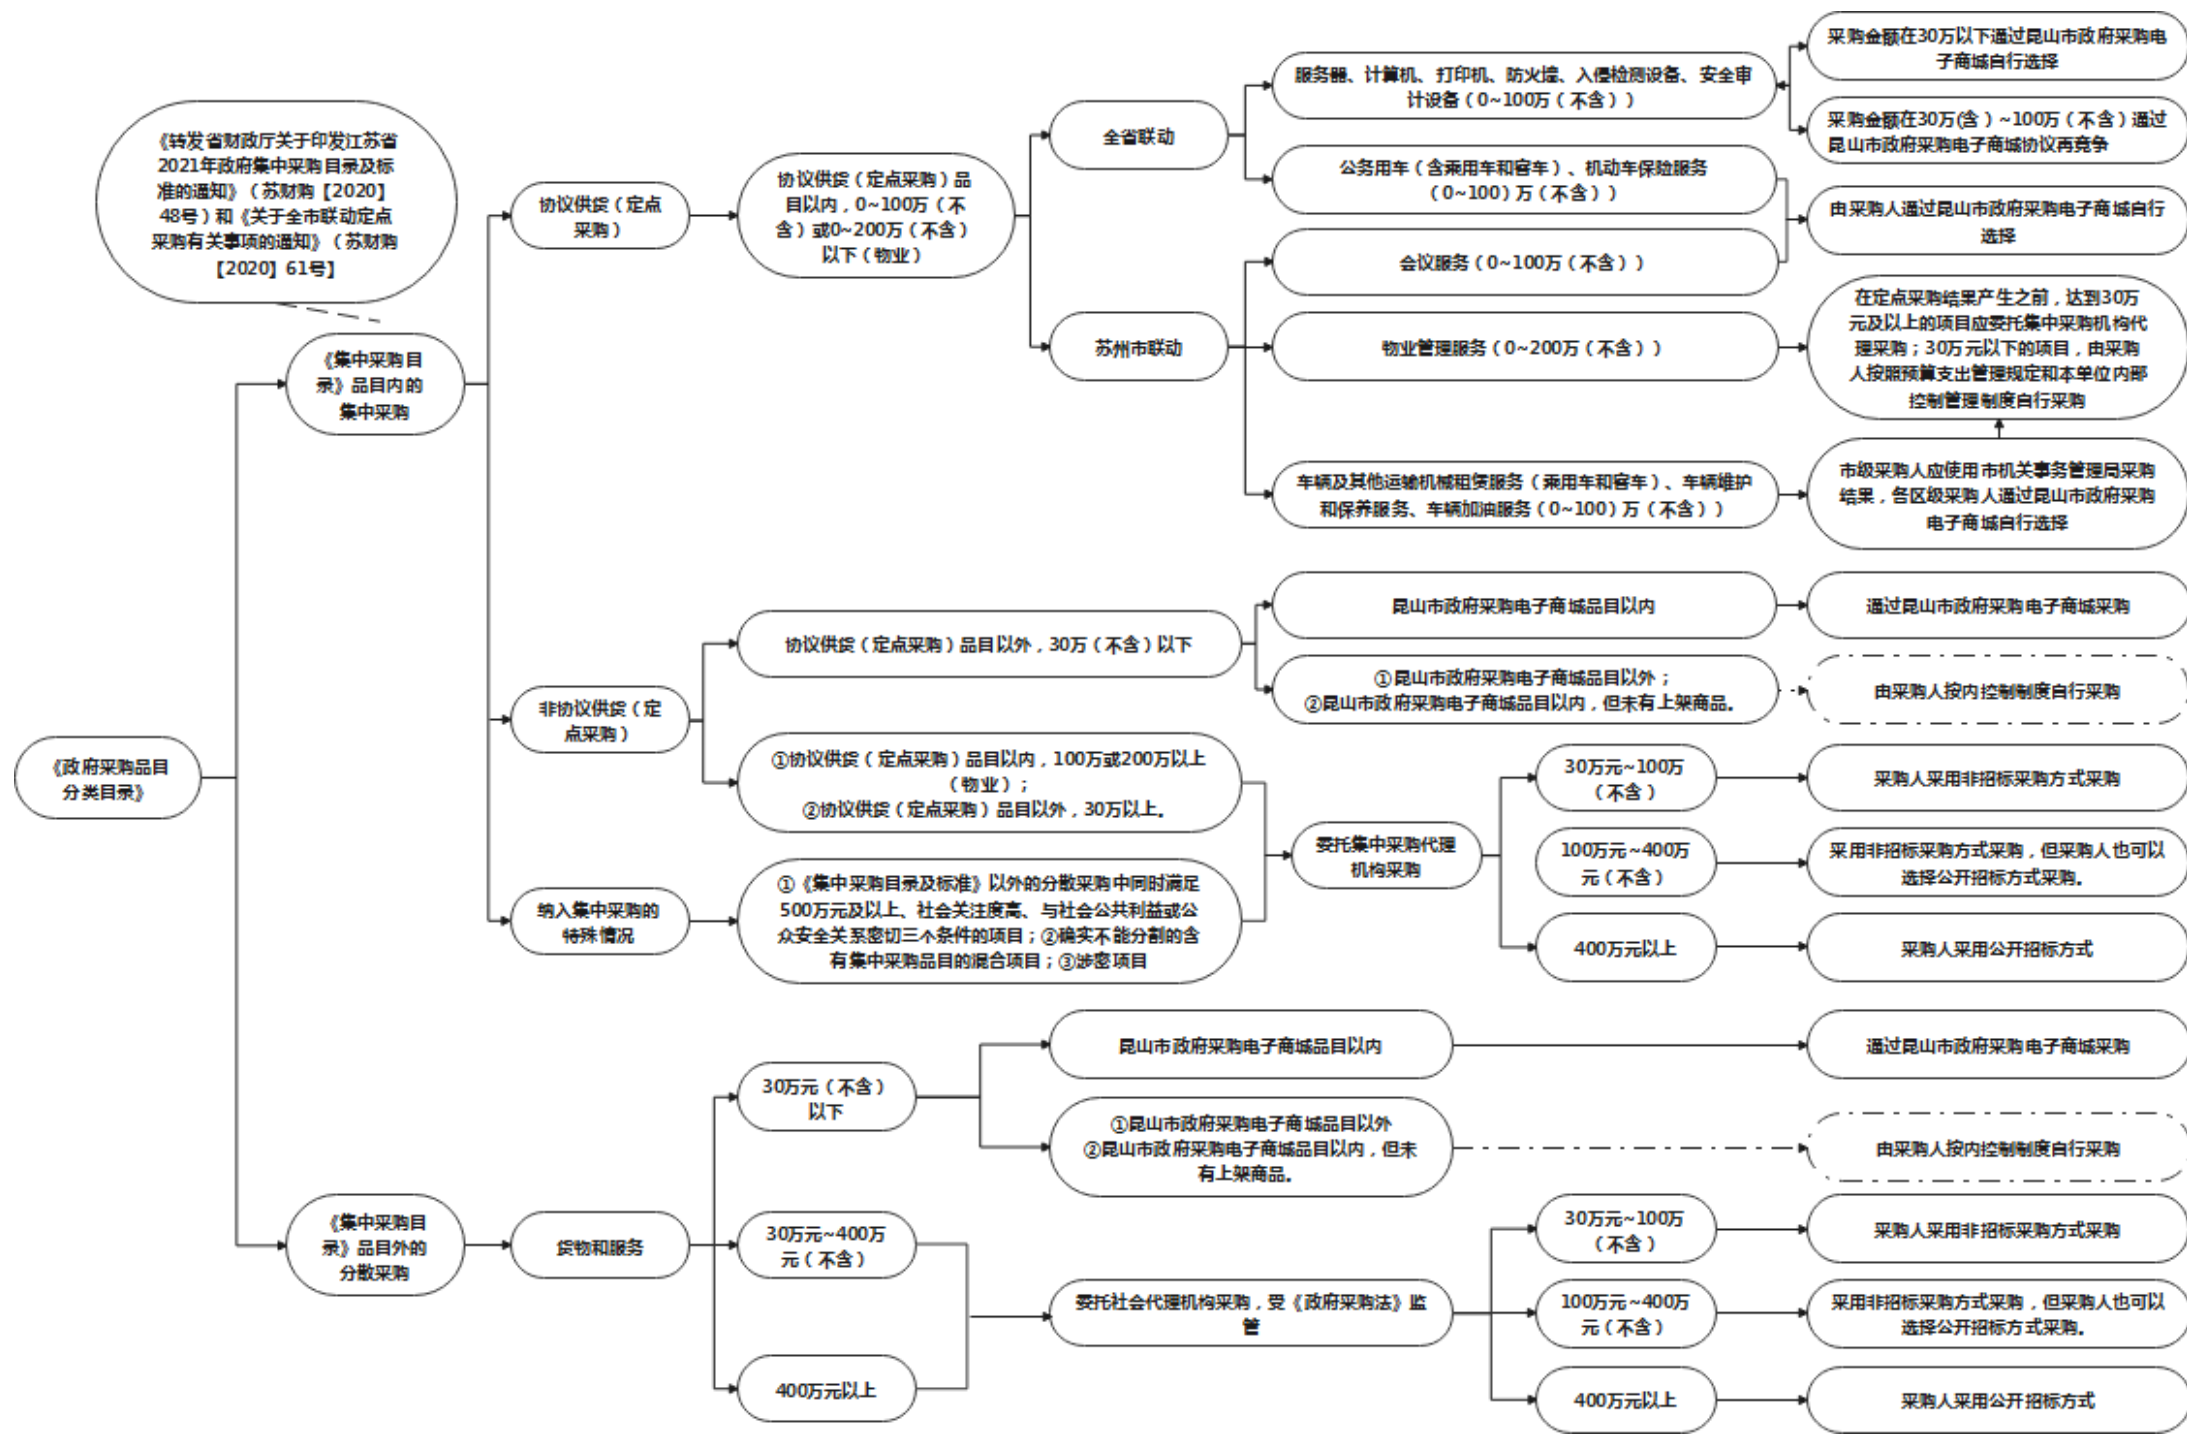 《政府采购品目
分类目录》
《转发省财政厅关于印发江苏省
2021年政府集中采购目录及标
准的通知》（苏财购【2020】
48号）和《关于全市联动定点
采购有关事项的通知》（苏财购
【2020】61号】
《集中采购目
录》品目内的
集中采购
协议供货（定点
采购）
协议供货（定点采购）品
目以内，0~100万（不
含）或0~200万（不含）
以下（物业）
全省联动
服务器、计算机、打印机、防火墙、入侵检测设备、安全审
计设备（0~100万（不含））
采购金额在30万以下通过昆山市政府采购电
子商城自行选择
采购金额在30万(含）~100万（不含）通过
昆山市政府采购电子商城协议再竞争
公务用车（含乘用车和客车）、机动车保险服务
（0~100）万（不含））
由采购人通过昆山市政府采购电子商城自行
选择
苏州市联动
会议服务（0~100万（不含））
物业管理服务（0~200万（不含））
在定点采购结果产生之前，达到30万
元及以上的项目应委托集中采购机构代
理采购；30万元以下的项目，由采购
人按照预算支出管理规定和本单位内部
控制管理制度自行采购
车辆及其他运输机械租赁服务（乘用车和客车）、车辆维护
和保养服务、车辆加油服务（0~100）万（不含））
市级采购人应使用市机关事务管理局采购
结果，各区级采购人通过昆山市政府采购
电子商城自行选择
非协议供货（定
点采购）
协议供货（定点采购）品目以外，30万（不含）以下
昆山市政府采购电子商城品目以内
通过昆山市政府采购电子商城采购
①昆山市政府采购电子商城品目以外；
②昆山市政府采购电子商城品目以内，但未有上架商品。
由采购人按内控制制度自行采购
①协议供货（定点采购）品目以内，100万或200万以上
（物业）；
②协议供货（定点采购）品目以外，30万以上。
纳入集中采购的
特殊情况
①《集中采购目录及标准》以外的分散采购中同时满足
500万元及以上、社会关注度高、与社会公共利益或公
众安全关系密切三个条件的项目；②确实不能分割的含
有集中采购品目的混合项目；③涉密项目
委托集中采购代理
机构采购
30万元~100万
（不含）
采购人采用非招标采购方式采购
100万元~400万
元（不含）
采用非招标采购方式采购，但采购人也可以
选择公开招标方式采购。
400万元以上
采购人采用公开招标方式
《集中采购目
录》品目外的
分散采购
货物和服务
30万元（不含）
以下
昆山市政府采购电子商城品目以内
通过昆山市政府采购电子商城采购
①昆山市政府采购电子商城品目以外
②昆山市政府采购电子商城品目以内，但未
有上架商品。
由采购人按内控制制度自行采购
30万元~400万
元（不含）
400万元以上
委托社会代理机构采购，受《政府采购法》监
管
30万元~100万
（不含）
采购人采用非招标采购方式采购
100万元~400万
元（不含）
采用非招标采购方式采购，但采购人也可以
选择公开招标方式采购。
400万元以上
采购人采用公开招标方式